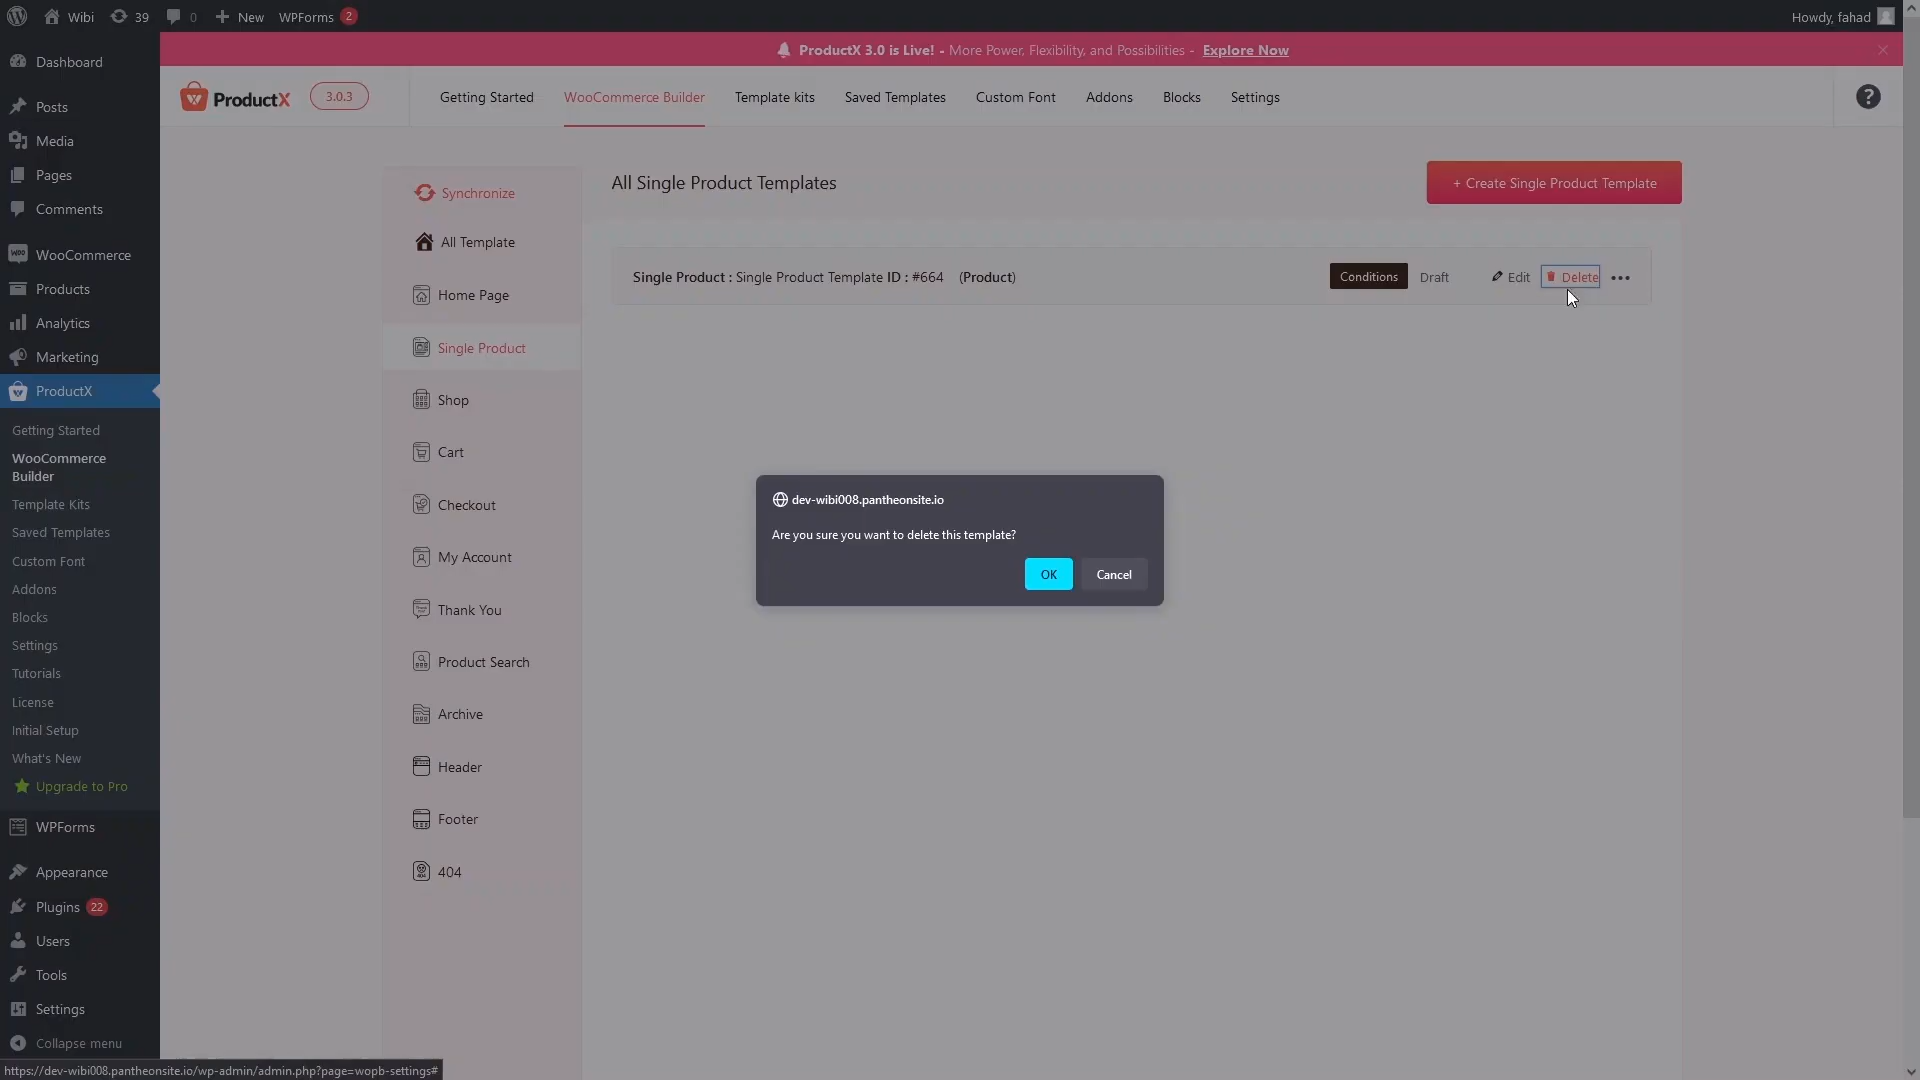 Wibi
39
0
New
WPForms
2
Howdy, fahad
ProductX 3.0 is Live! - More Power, Flexibility, and Possibilities - Explore Now
ProductX
3.0.3
Getting Started
WooCommerce Builder
Template kits
Saved Templates
Custom Font
Addons
Blocks
Settings
?
Dashboard
Posts
Media
Pages
Comments
WooCommerce
Products
Analytics
Marketing
ProductX
Getting Started
WooCommerce
Builder
Template Kits
Saved Templates
Custom Font
Addons
Blocks
Settings
Tutorials
License
Initial Setup
What's New
Upgrade to Pro
WPForms
Appearance
Plugins 22
Users
Tools
Settings
Collapse menu
Synchronize
All Template
Home Page
Single Product
Shop
Cart
Checkout
My Account
Thank You
Product Search
Archive
Header
Footer
404
All Single Product Templates
+ Create Single Product Template
Single Product : Single Product Template ID : #664 (Product)
Conditions
Draft
Edit
Delete
dev-wibi008.pantheonsite.io
Are you sure you want to delete this template?
OK
Cancel
https://dev-wibi008.pantheonsite.io/wp-admin/admin.php?page=wopb-settings#